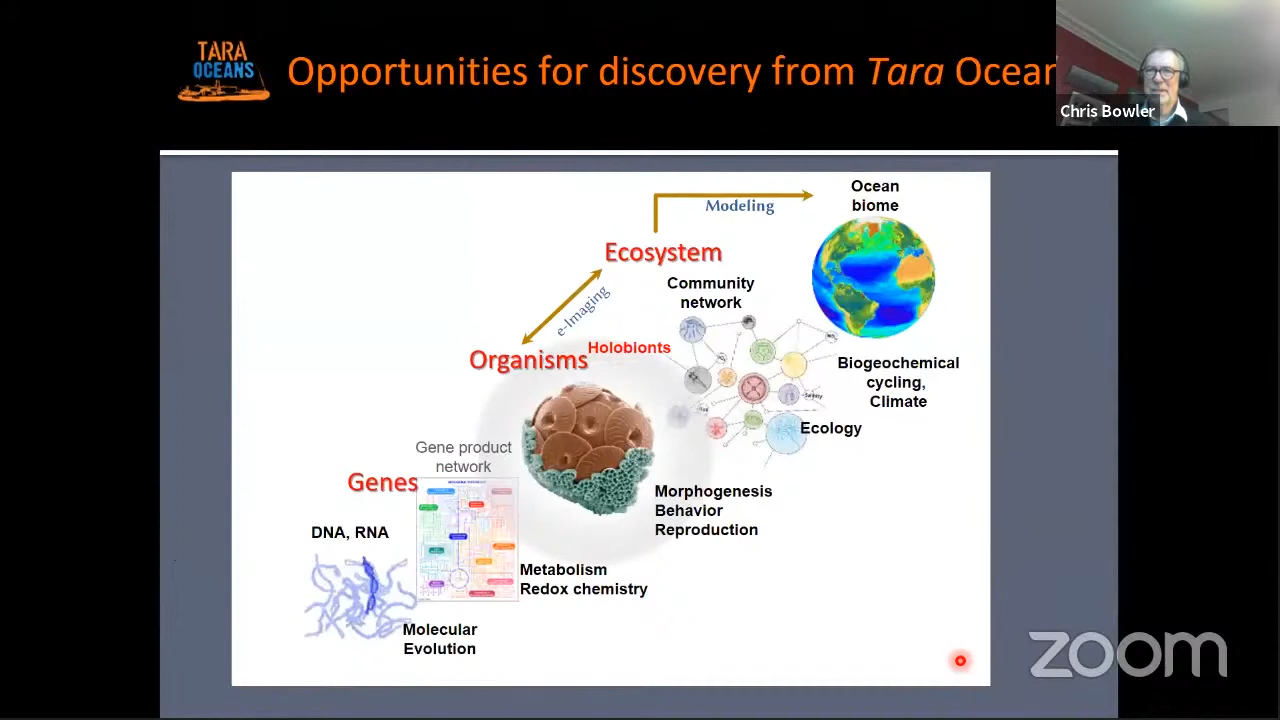 TARA
OCEANS
Opportunities for discovery from Tara Ocean
Chris Bowler
Ocean
biome
Modeling
Ecosystem
Community
network
e-Imaging
Holobionts
Organisms
Biogeochemical
cycling,
Climate
Salinity
Ecology
Gene product
network
Genes
Morphogenesis
Behavior
Reproduction
DNA, RNA
Metabolism
Redox chemistry
Molecular
Evolution
zoom